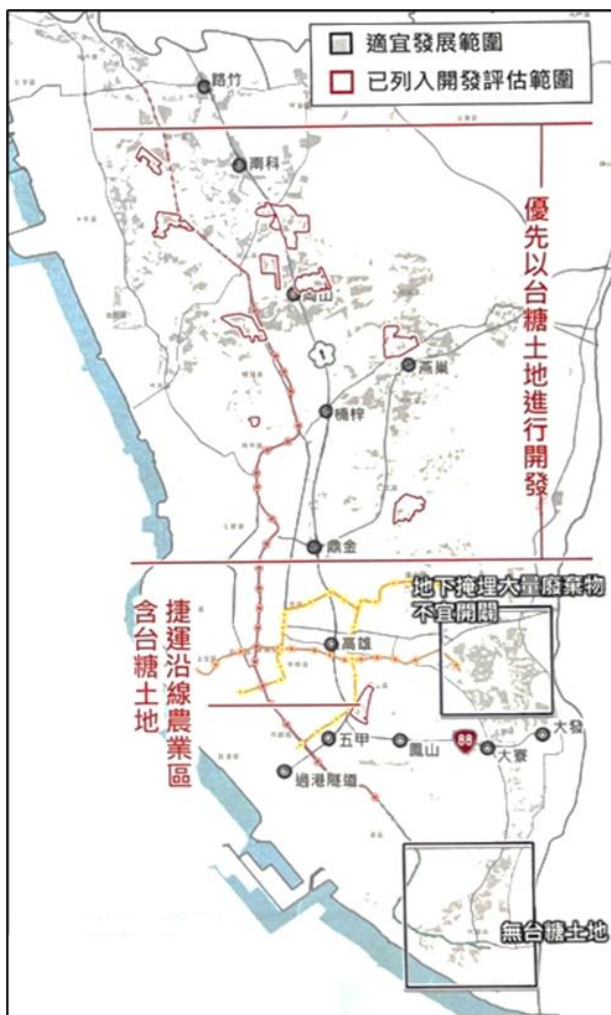 適宜發展範圍
已列入開發評估範圍
路竹
南科
優先以台糖土地進行開發
岡山
1
燕巢
楠梓
鼎金
地下掩埋大量廢棄物
不宜開闢
捷運沿線農業區
含台糖土地
高雄
大發
五甲
鳳山
88
大寮
過港隧道
無台糖土地